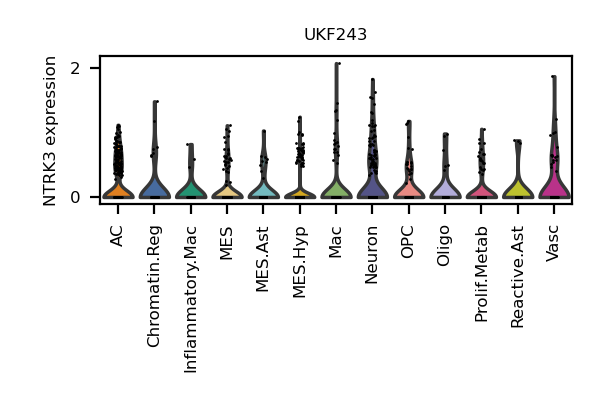 UKF243
NTRK3 expression
2
0
AC
Chromatin.Reg
Inflammatory.Mac
MES
MES.Ast
MES.Hyp
Mac
Neuron
OPC
Oligo
Prolif.Metab
Reactive.Ast
Vasc